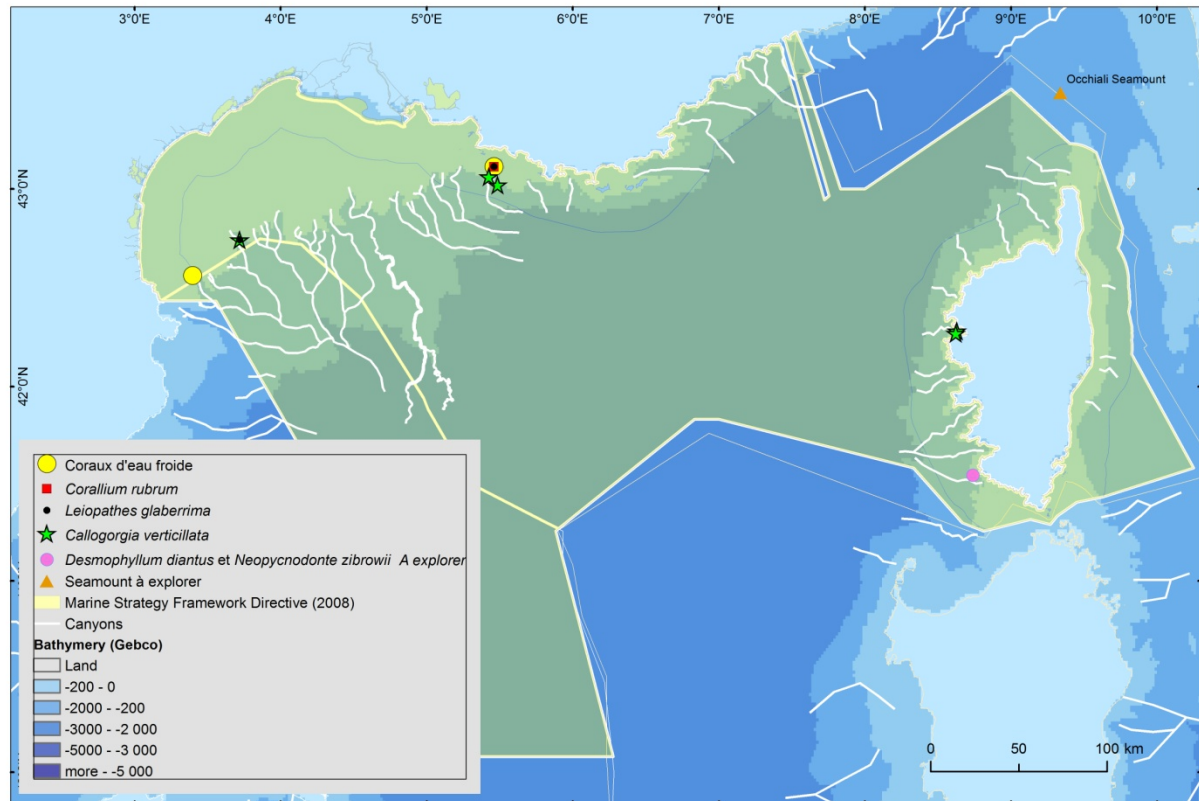 3°0'E 4°0'E 5°0'E 6°0'E 7°0'E 8°0'E 9°0'E 10°0'E
Occhiali Seamount
43°0'N
42°0'N
Coraux d'eau froide
Corallium rubrum
Leiopathes glaberrima
Callogorgia verticillata
Desmophyllum diantus et Neopycnodonte zibrowii A explorer
Seamount à explorer
Marine Strategy Framework Directive (2008)
Canyons
Bathymery (Gebco)
Land
-200 - 0
-2000 - -200
-3000 - -2 000
-5000 - -3 000
more - -5 000
0 50 100 km